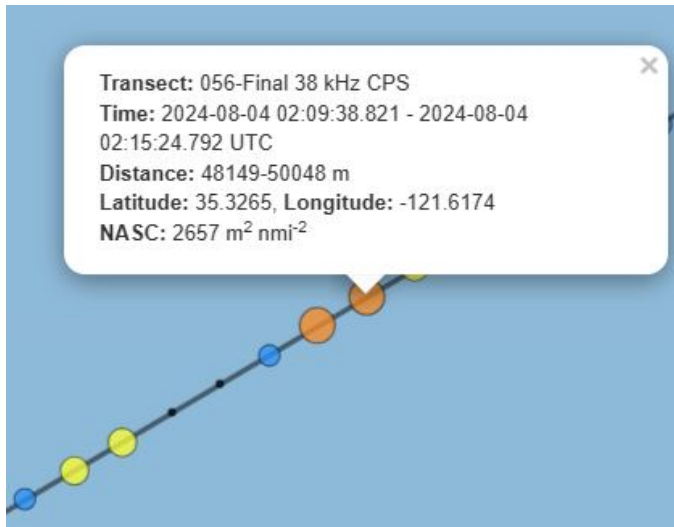 Transect: 056-Final 38 kHz CPS
Time: 2024-08-04 02:09:38.821 - 2024-08-04
02:15:24.792 UTC
Distance: 48149-50048 m
Latitude: 35.3265, Longitude: -121.6174
NASC: 2657 m² nmi⁻²